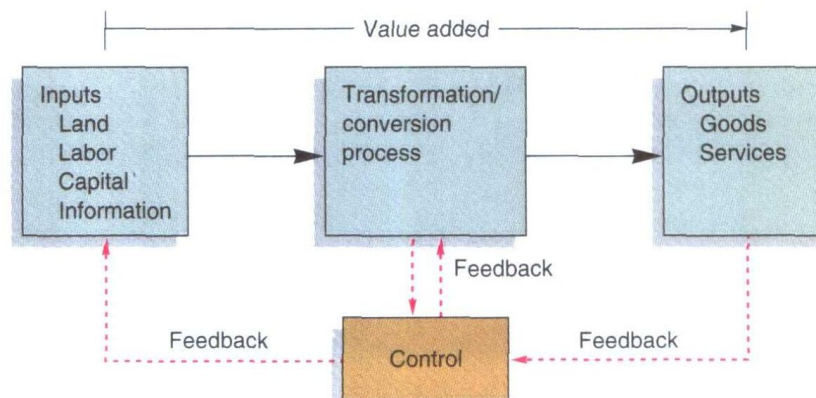 Value added
Inputs
Land
Labor
Capital
Information
Transformation/
conversion
process
Outputs
Goods
Services
Feedback
Feedback
Feedback
Control